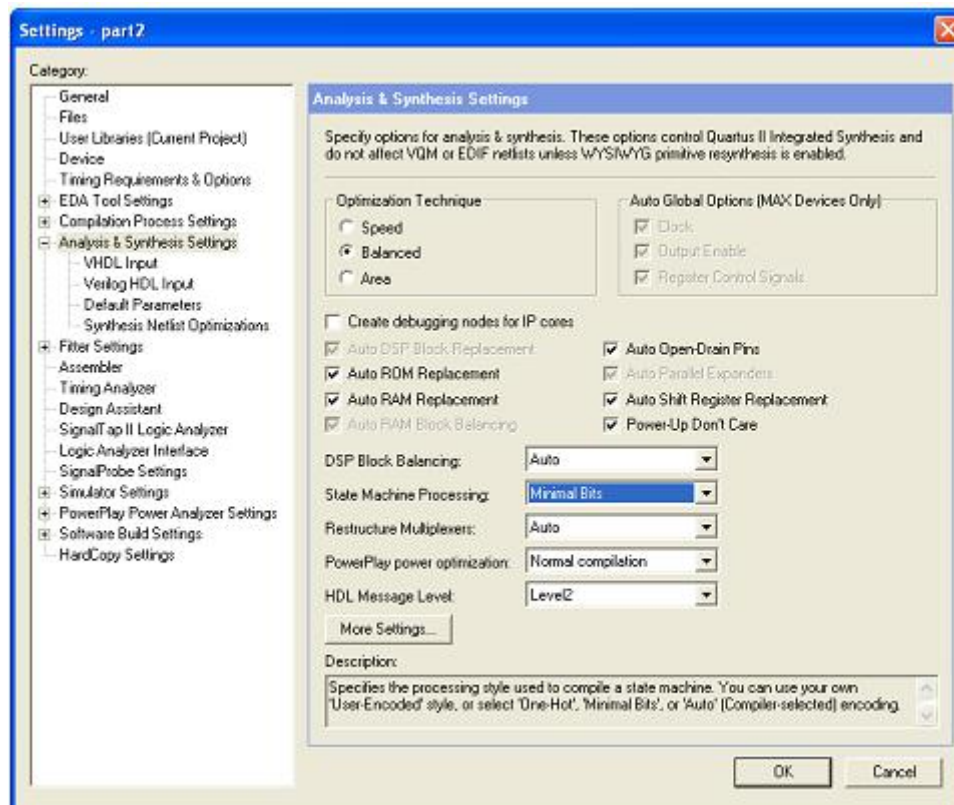 Settings - part2
Category:
General
Files
User Libraries (Current Project)
Device
Timing Requirements & Options
EDA Tool Settings
Compilation Process Settings
Analysis & Synthesis Settings
VHDL Input
Verilog HDL Input
Default Parameters
Synthesis Netlist Optimizations
Fitter Settings
Assembler
Timing Analyzer
Design Assistant
SignalTap II Logic Analyzer
Logic Analyzer Interface
SignalProbe Settings
Simulator Settings
PowerPlay Power Analyzer Settings
Software Build Settings
HardCopy Settings
Analysis & Synthesis Settings
Specify options for analysis & synthesis. These options control Quartus II Integrated Synthesis and
do not affect VQM or EDIF netlists unless WYSIWYG primitive resynthesis is enabled.
Optimization Technique
Speed
Balanced
Area
Auto Global Options (MAX Devices Only)
Clock
Output Enable
Register Control Signals
Create debugging nodes for IP cores
Auto DSP Block Replacement
Auto Open-Drain Pins
Auto ROM Replacement
Auto Parallel Expanders
Auto RAM Replacement
Auto Shift Register Replacement
Auto RAM Block Balancing
Power-Up Don't Care
DSP Block Balancing: Auto
State Machine Processing: Minimal Bits
Restructure Multiplexers: Auto
PowerPlay power optimization: Normal compilation
HDL Message Level: Level2
More Settings...
Description:
Specifies the processing style used to compile a state machine. You can use your own
'User-Encoded' style, or select 'One-Hot', 'Minimal Bits', or 'Auto' (Compiler-selected) encoding.
OK
Cancel